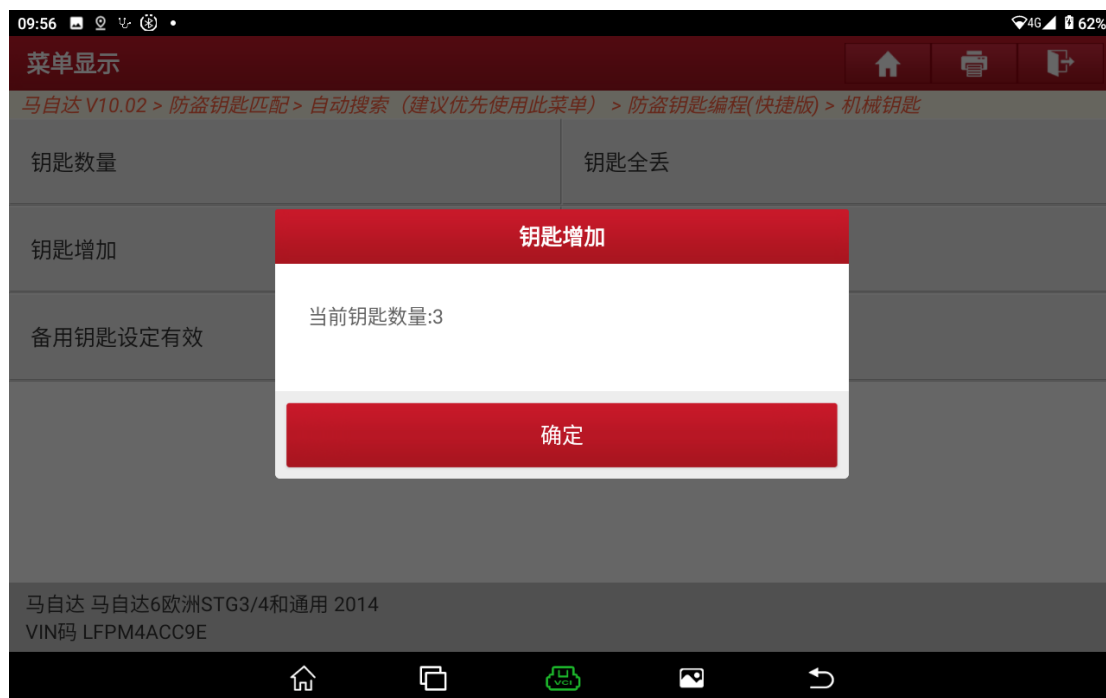 09:56
4G 62%
菜单显示
马自达 V10.02 > 防盗钥匙匹配 > 自动搜索（建议优先使用此菜单） > 防盗钥匙编程(快捷版) > 机械钥匙
钥匙数量
钥匙全丢
钥匙增加
钥匙增加
当前钥匙数量:3
备用钥匙设定有效
确定
马自达 马自达6欧洲STG3/4和通用 2014
VIN码 LFPM4ACC9E
VCI